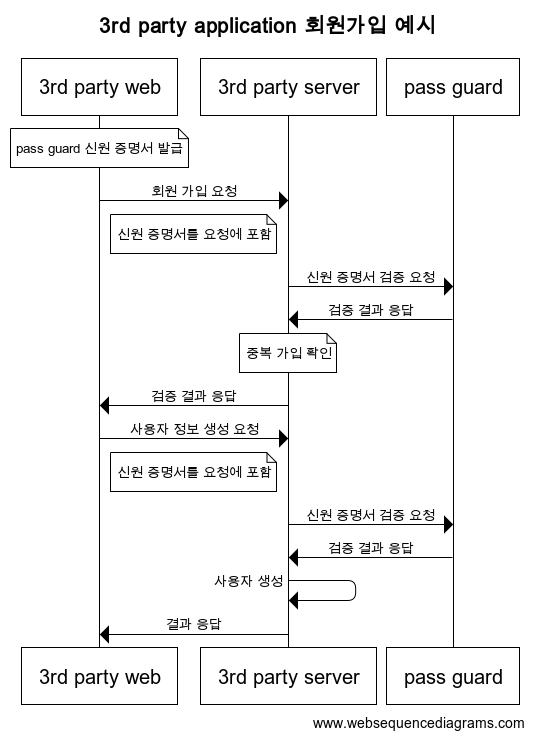 3rd party application 회원가입 예시
3rd party web
3rd party server
pass guard
pass guard 신원 증명서 발급
회원 가입 요청
신원 증명서를 요청에 포함
신원 증명서 검증 요청
검증 결과 응답
중복 가입 확인
검증 결과 응답
사용자 정보 생성 요청
신원 증명서를 요청에 포함
신원 증명서 검증 요청
검증 결과 응답
사용자 생성
결과 응답
3rd party web
3rd party server
pass guard
www.websequencediagrams.com